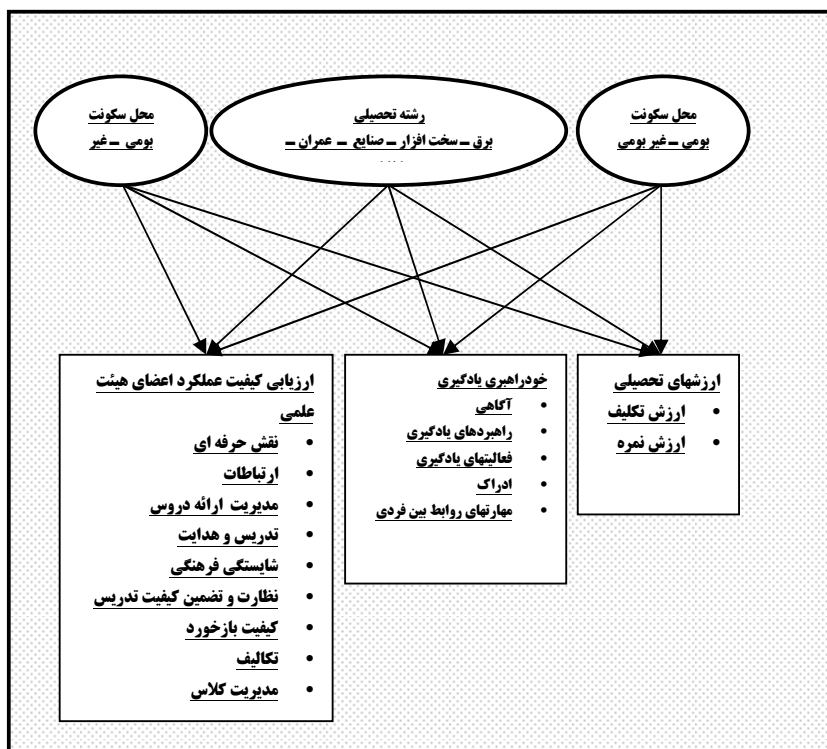 محل سکونت
بومی – غیر بومی
رشته تحصیلی
برق – سخت افزار – صنایع – عمران –
....
محل سکونت
بومی – غیر
ارزشهای تحصیلی
• ارزش تکلیف
• ارزش نمره
خودراهبری یادگیری
• آگاهی
• راهبردهای یادگیری
• فعالیتهای یادگیری
• ادراک
• مهارتهای روابط بین فردی
ارزیابی کیفیت عملکرد اعضای هیئت
علمی
• نقش حرفه ای
• ارتباطات
• مدیریت ارائه دروس
• تدریس و هدایت
• شایستگی فرهنگی
• نظارت و تضمین کیفیت تدریس
• کیفیت بازخورد
• تکالیف
• مدیریت کلاس